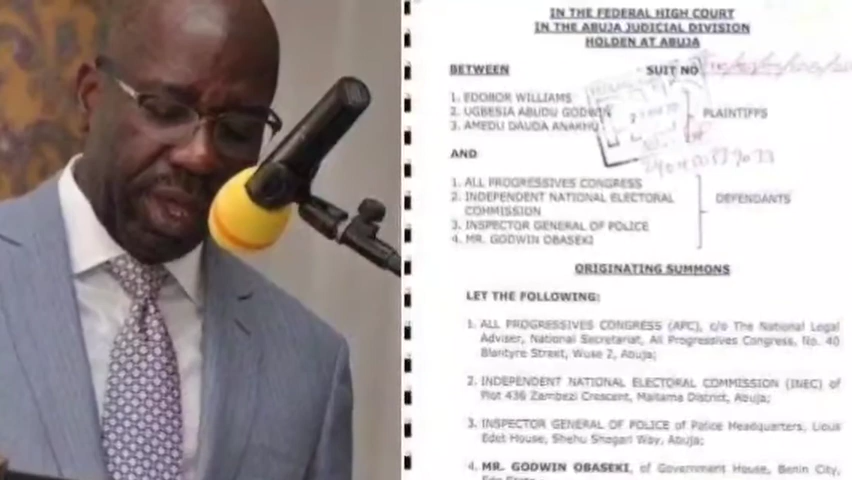 IN THE FEDERAL HIGH COURT
IN THE ABUJA JUDICIAL DIVISION
HOLDEN AT ABUJA
BETWEEN
SUIT NO
1. EDOBOR WILLIAMS
2. UGBESIA ABUDU GODWIN
3. AMEDU DAUDA ANAKHU
PLAINTIFFS
AND
1. ALL PROGRESSIVES CONGRESS
2. INDEPENDENT NATIONAL ELECTORAL
COMMISSION
3. INSPECTOR GENERAL OF POLICE
4. MR. GODWIN OBASEKI
DEFENDANTS
ORIGINATING SUMMONS
LET THE FOLLOWING:
1. ALL PROGRESSIVES CONGRESS (APC), c/o The National Legal
Adviser, National Secretariat, All Progressives Congress, No. 40
Blantyre Street, Wuse 2, Abuja;
2. INDEPENDENT NATIONAL ELECTORAL COMMISSION (INEC) of
Plot 436 Zambezi Crescent, Maitama District, Abuja;
3. INSPECTOR GENERAL OF POLICE of Police Headquarters, Louis
Edet House, Shehu Shagari Way, Abuja;
4. MR. GODWIN OBASEKI, of Government House, Benin City,